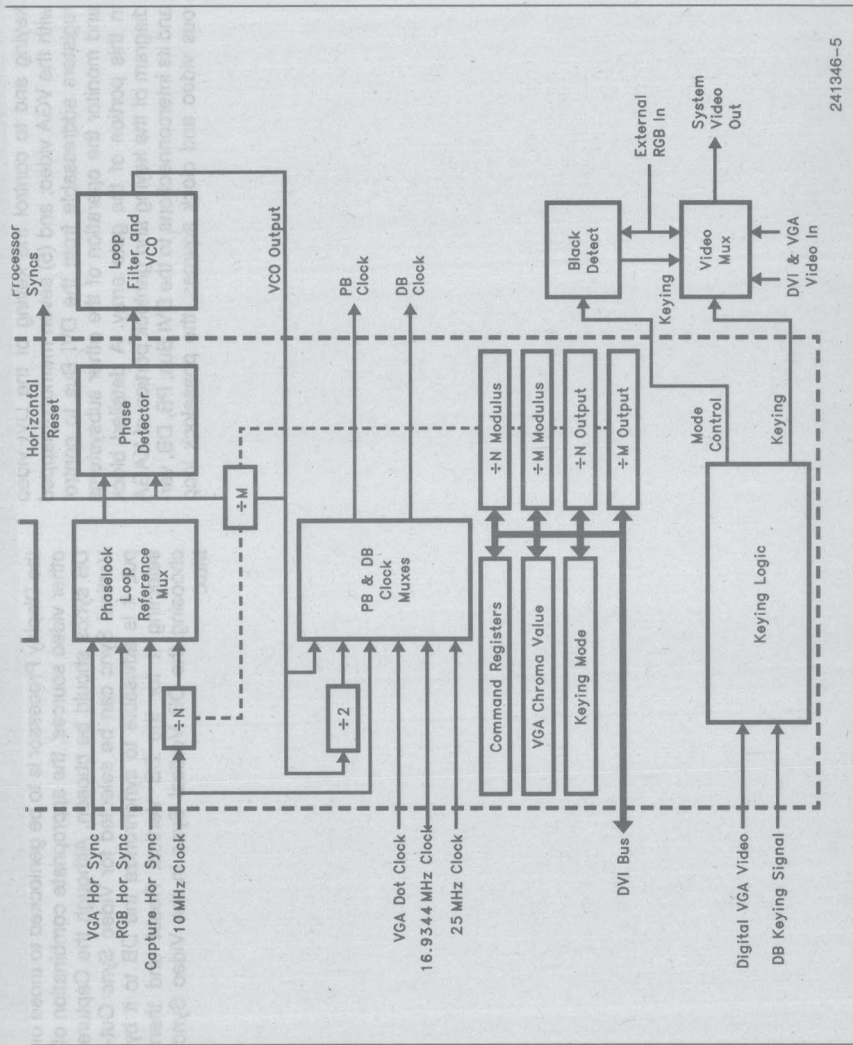 Processor
Syncs
Horizontal
Reset
VGA Hor Sync
RGB Hor Sync
Capture Hor Sync
10 MHz Clock
÷N
Phaselock
Loop
Reference
Mux
Phase
Detector
Loop
Filter and
VCO
÷M
VCO Output
÷2
VGA Dot Clock
16.9344 MHz Clock
25 MHz Clock
PB & DB
Clock
Muxes
PB
Clock
DB
Clock
Command Registers
VGA Chroma Value
Keying Mode
÷N Modulus
÷M Modulus
÷N Output
÷M Output
DVI Bus
Black
Detect
External
RGB In
Keying
Video
Mux
System
Video
Out
DVI & VGA
Video In
Mode
Control
Keying
Digital VGA Video
DB Keying Signal
Keying Logic
241346-5